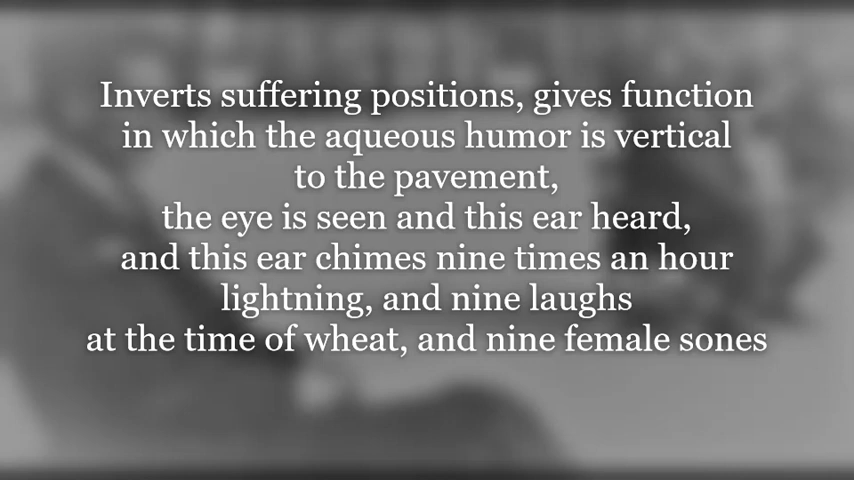 Inverts suffering positions, gives function
in which the aqueous humor is vertical
to the pavement,
the eye is seen and this ear heard,
and this ear chimes nine times an hour
lightning, and nine laughs
at the time of wheat, and nine female sones